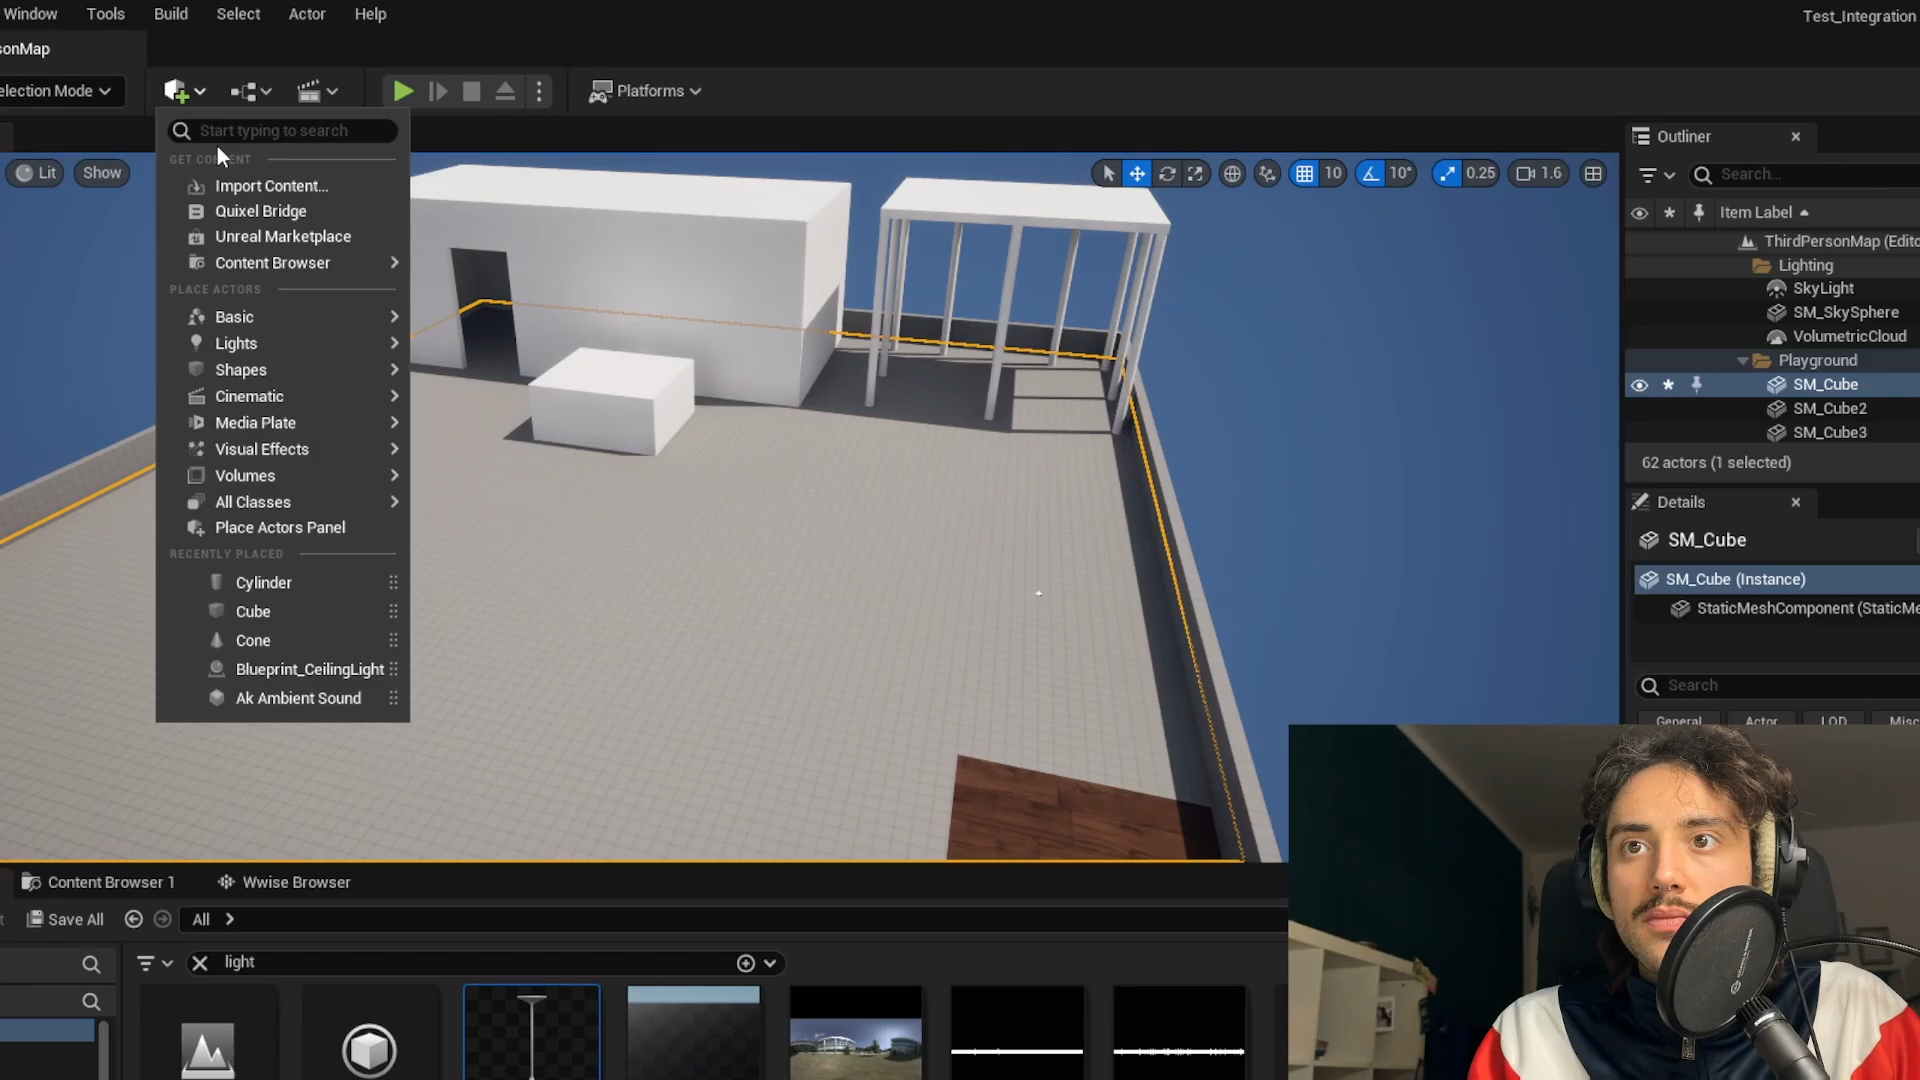 Window Tools Build Select Actor Help
Test_Integration
sonMap
election Mode
Platforms
Start typing to search
GET CONTENT
Import Content...
Quixel Bridge
Unreal Marketplace
Content Browser
PLACE ACTORS
Basic
Lights
Shapes
Cinematic
Media Plate
Visual Effects
Volumes
All Classes
Place Actors Panel
RECENTLY PLACED
Cylinder
Cube
Cone
Blueprint_CeilingLight
Ak Ambient Sound
Lit Show
10 10° 0.25 1.6
Outliner
Search...
Item Label
ThirdPersonMap (Edito
Lighting
SkyLight
SM_SkySphere
VolumetricCloud
Playground
SM_Cube
SM_Cube2
SM_Cube3
62 actors (1 selected)
Details
SM_Cube
SM_Cube (Instance)
StaticMeshComponent (StaticMe
Search
General Actor LOD Misc
Content Browser 1 Wwise Browser
Save All All
light